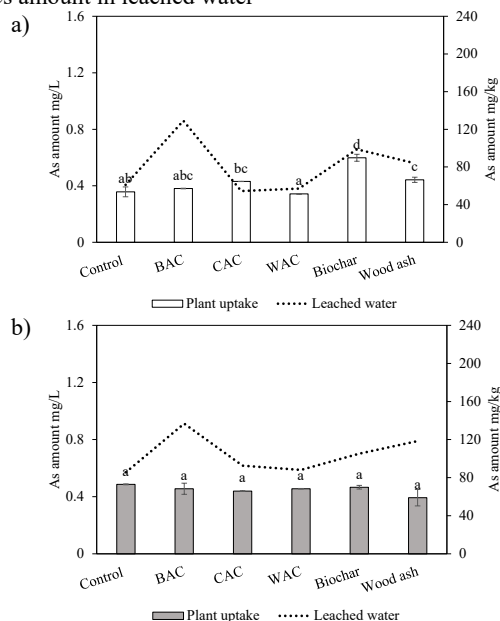 amount in leached water
a)
1.6
1.2
0.8
0.4
0
240
200
160
120
80
40
0
As amount mg/L
As amount mg/kg
ab
abc
bc
a
d
c
Control
BAC
CAC
WAC
Biochar
Wood ash
Plant uptake
Leached water
b)
1.6
1.2
0.8
0.4
0
240
200
160
120
80
40
0
As amount mg/L
As amount mg/kg
a
a
a
a
a
a
Control
BAC
CAC
WAC
Biochar
Wood ash
Plant uptake
Leached water